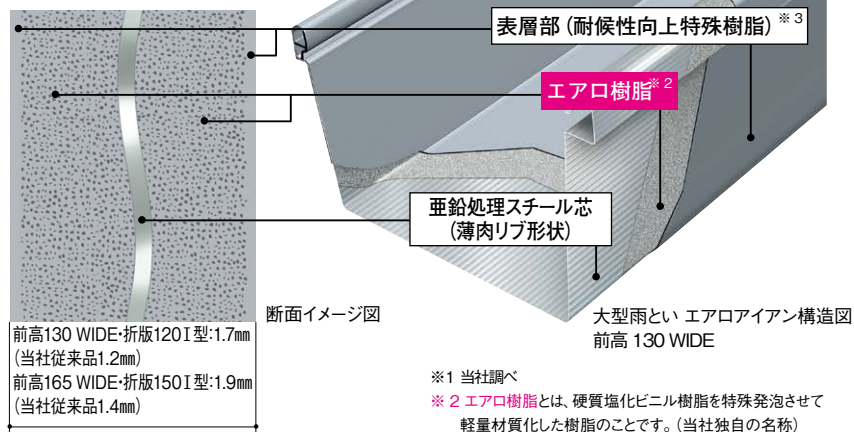 表層部(耐候性向上特殊樹脂)※3
エアロ樹脂※2
亜鉛処理スチール芯
(薄肉リブ形状)
断面イメージ図
大型雨とい エアロアイアン構造図
前高 130 WIDE
前高130 WIDE・折版120I型:1.7㎜
(当社従来品1.2㎜)
前高165 WIDE・折版150I型:1.9㎜
(当社従来品1.4㎜)
※1 当社調べ
※2 エアロ樹脂とは、硬質塩化ビニル樹脂を特殊発泡させて
軽量材質化した樹脂のことです。(当社独自の名称)